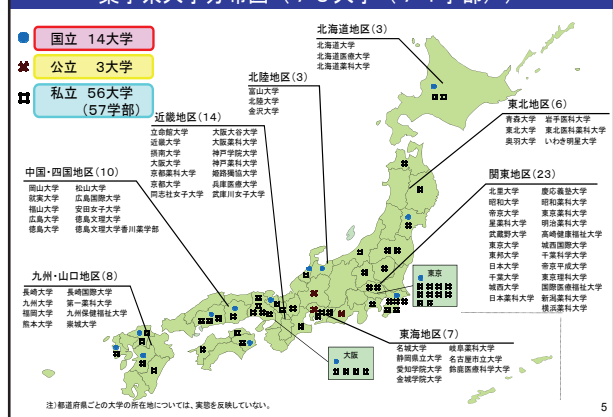 国立 14大学
公立 3大学
私立 56大学
(57学部)
北海道地区(3)
北海道大学
北海道医療大学
北海道薬科大学
北陸地区(3)
富山大学
北陸大学
金沢大学
東北地区(6)
青森大学 岩手医科大学
東北大学 東北医科薬科大学
奥羽大学 いわき明星大学
近畿地区(14)
立命館大学 大阪大谷大学
近畿大学 大阪薬科大学
摂南大学 神戸学院大学
大阪大学 神戸薬科大学
京都薬科大学 姫路獨協大学
京都大学 兵庫医療大学
同志社女子大学 武庫川女子大学
中国・四国地区(10)
岡山大学 松山大学
就実大学 広島国際大学
福山大学 安田女子大学
広島大学 徳島文理大学
徳島大学 徳島文理大学香川薬学部
関東地区(23)
北里大学 慶応義塾大学
昭和大学 昭和薬科大学
帝京大学 東京薬科大学
星薬科大学 明治薬科大学
武蔵野大学 高崎健康福祉大学
東京大学 城西国際大学
東邦大学 千葉科学大学
日本大学 帝京平成大学
千葉大学 東京理科大学
城西大学 国際医療福祉大学
日本薬科大学 新潟薬科大学
横浜薬科大学
九州・山口地区(8)
長崎大学 長崎国際大学
九州大学 第一薬科大学
福岡大学 九州保健福祉大学
熊本大学 崇城大学
東京
東海地区(7)
名城大学 岐阜薬科大学
静岡県立大学 名古屋市立大学
愛知学院大学 鈴鹿医療科学大学
金城学院大学
大阪
注)都道府県ごとの大学の所在地については、実態を反映していない。
5